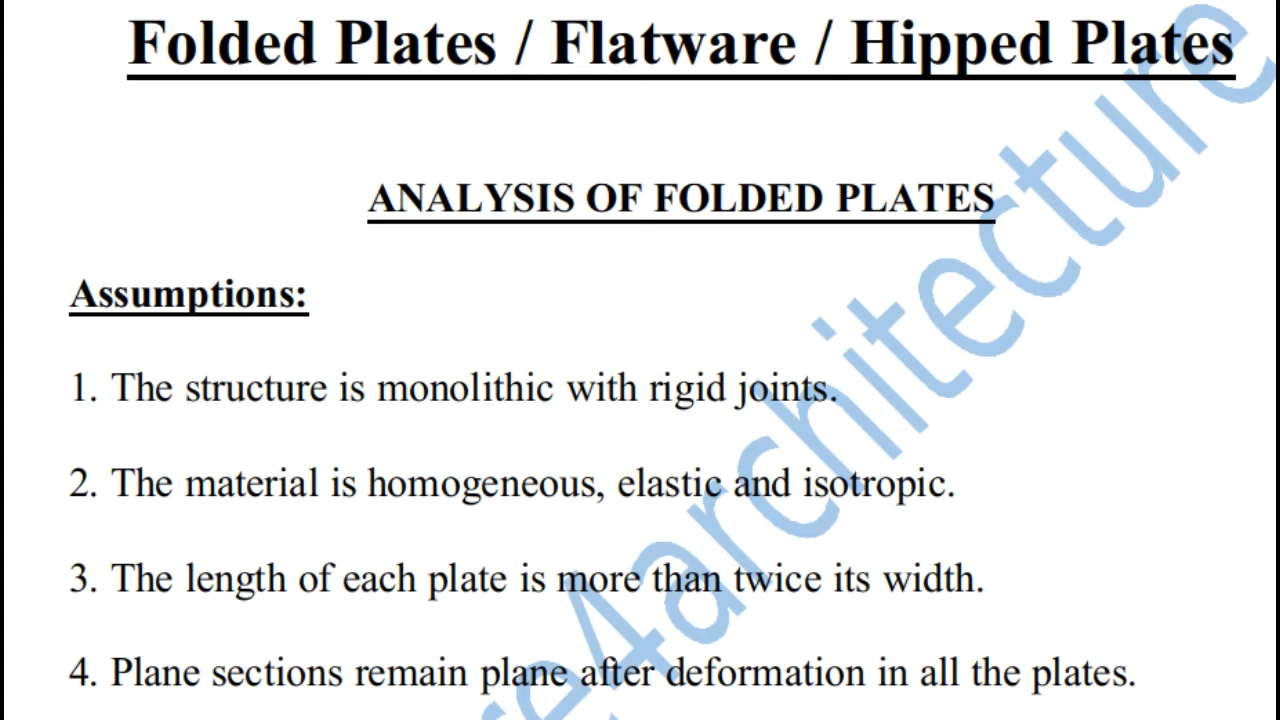 Folded Plates / Flatware / Hipped Plates
ANALYSIS OF FOLDED PLATES
Assumptions:
1. The structure is monolithic with rigid joints.
2. The material is homogeneous, elastic and isotropic.
3. The length of each plate is more than twice its width.
4. Plane sections remain plane after deformation in all the plates.
re4architecture